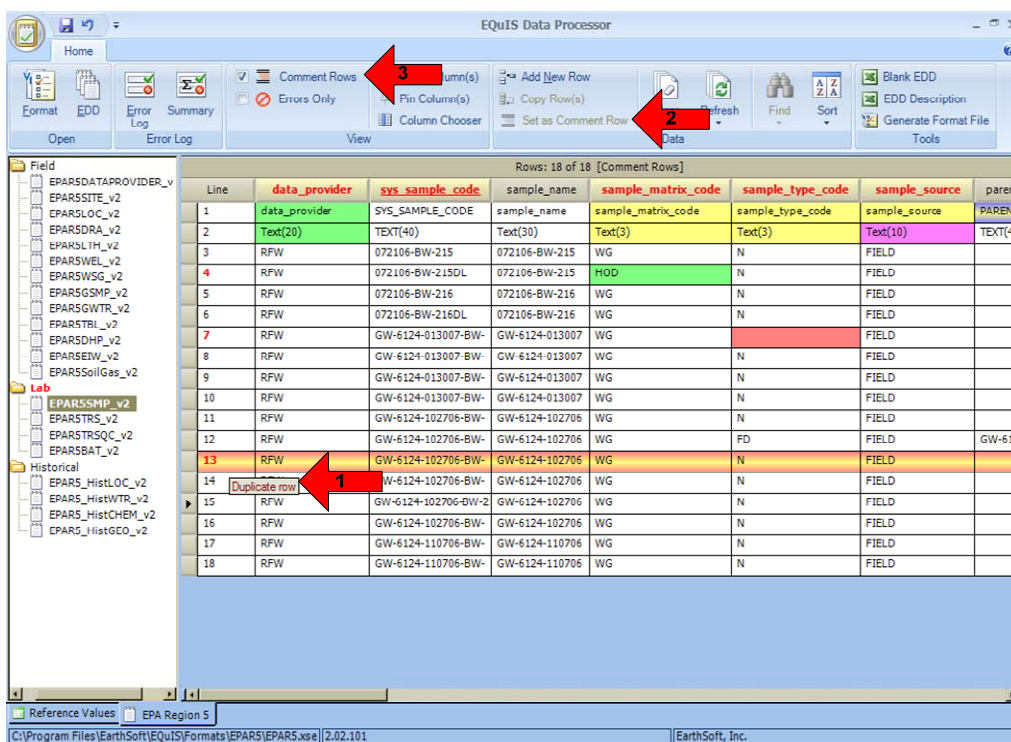 EQuIS Data Processor
Home
Format
EDD
Error Log
Summary
Open
Error Log
Comment Rows
3
Errors Only
Pin Column(s)
Column Chooser
View
Add New Row
Copy Row(s)
Set as Comment Row
2
Refresh
Find
Sort
Data
Blank EDD
EDD Description
Generate Format File
Tools
Field
EPAR5DATAPROVIDER_v
EPAR5SITE_v2
EPAR5LOC_v2
EPAR5DRA_v2
EPAR5LTH_v2
EPAR5WEL_v2
EPAR5WSG_v2
EPAR5GSMP_v2
EPAR5GWTR_v2
EPAR5TBL_v2
EPAR5DHP_v2
EPAR5EIW_v2
EPAR5SoilGas_v2
Lab
EPAR5SMP_v2
EPAR5TRS_v2
EPAR5TRSQC_v2
EPAR5BAT_v2
Historical
EPAR5_HistLOC_v2
EPAR5_HistWTR_v2
EPAR5_HistCHEM_v2
EPAR5_HistGEO_v2
Rows: 18 of 18 [Comment Rows]
Line data_provider sys_sample_code sample_name sample_matrix_code sample_type_code sample_source paren
1 data_provider SYS_SAMPLE_CODE sample_name sample_matrix_code sample_type_code sample_source PAREN
2 Text(20) TEXT(40) Text(30) Text(3) Text(3) Text(10) TEXT(4
3 RFW 072106-BW-215 072106-BW-215 WG N FIELD
4 RFW 072106-BW-215DL 072106-BW-215 HOD N FIELD
5 RFW 072106-BW-216 072106-BW-216 WG N FIELD
6 RFW 072106-BW-216DL 072106-BW-216 WG N FIELD
7 RFW GW-6124-013007-BW- GW-6124-013007 WG FIELD
8 RFW GW-6124-013007-BW- GW-6124-013007 WG N FIELD
9 RFW GW-6124-013007-BW- GW-6124-013007 WG N FIELD
10 RFW GW-6124-013007-BW- GW-6124-013007 WG N FIELD
11 RFW GW-6124-102706-BW- GW-6124-102706 WG N FIELD
12 RFW GW-6124-102706-BW- GW-6124-102706 WG FD FIELD GW-61
13 RFW GW-6124-102706-BW- GW-6124-102706 WG N FIELD
14 W-6124-102706-BW- GW-6124-102706 WG N FIELD
Duplicate row 1
15 RFW GW-6124-102706-BW-2 GW-6124-102706 WG N FIELD
16 RFW GW-6124-102706-BW- GW-6124-102706 WG N FIELD
17 RFW GW-6124-110706-BW- GW-6124-110706 WG N FIELD
18 RFW GW-6124-110706-BW- GW-6124-110706 WG N FIELD
Reference Values
EPA Region 5
C:\Program Files\EarthSoft\EQuIS\Formats\EPAR5\EPAR5.xse 2.02.101 EarthSoft, Inc.